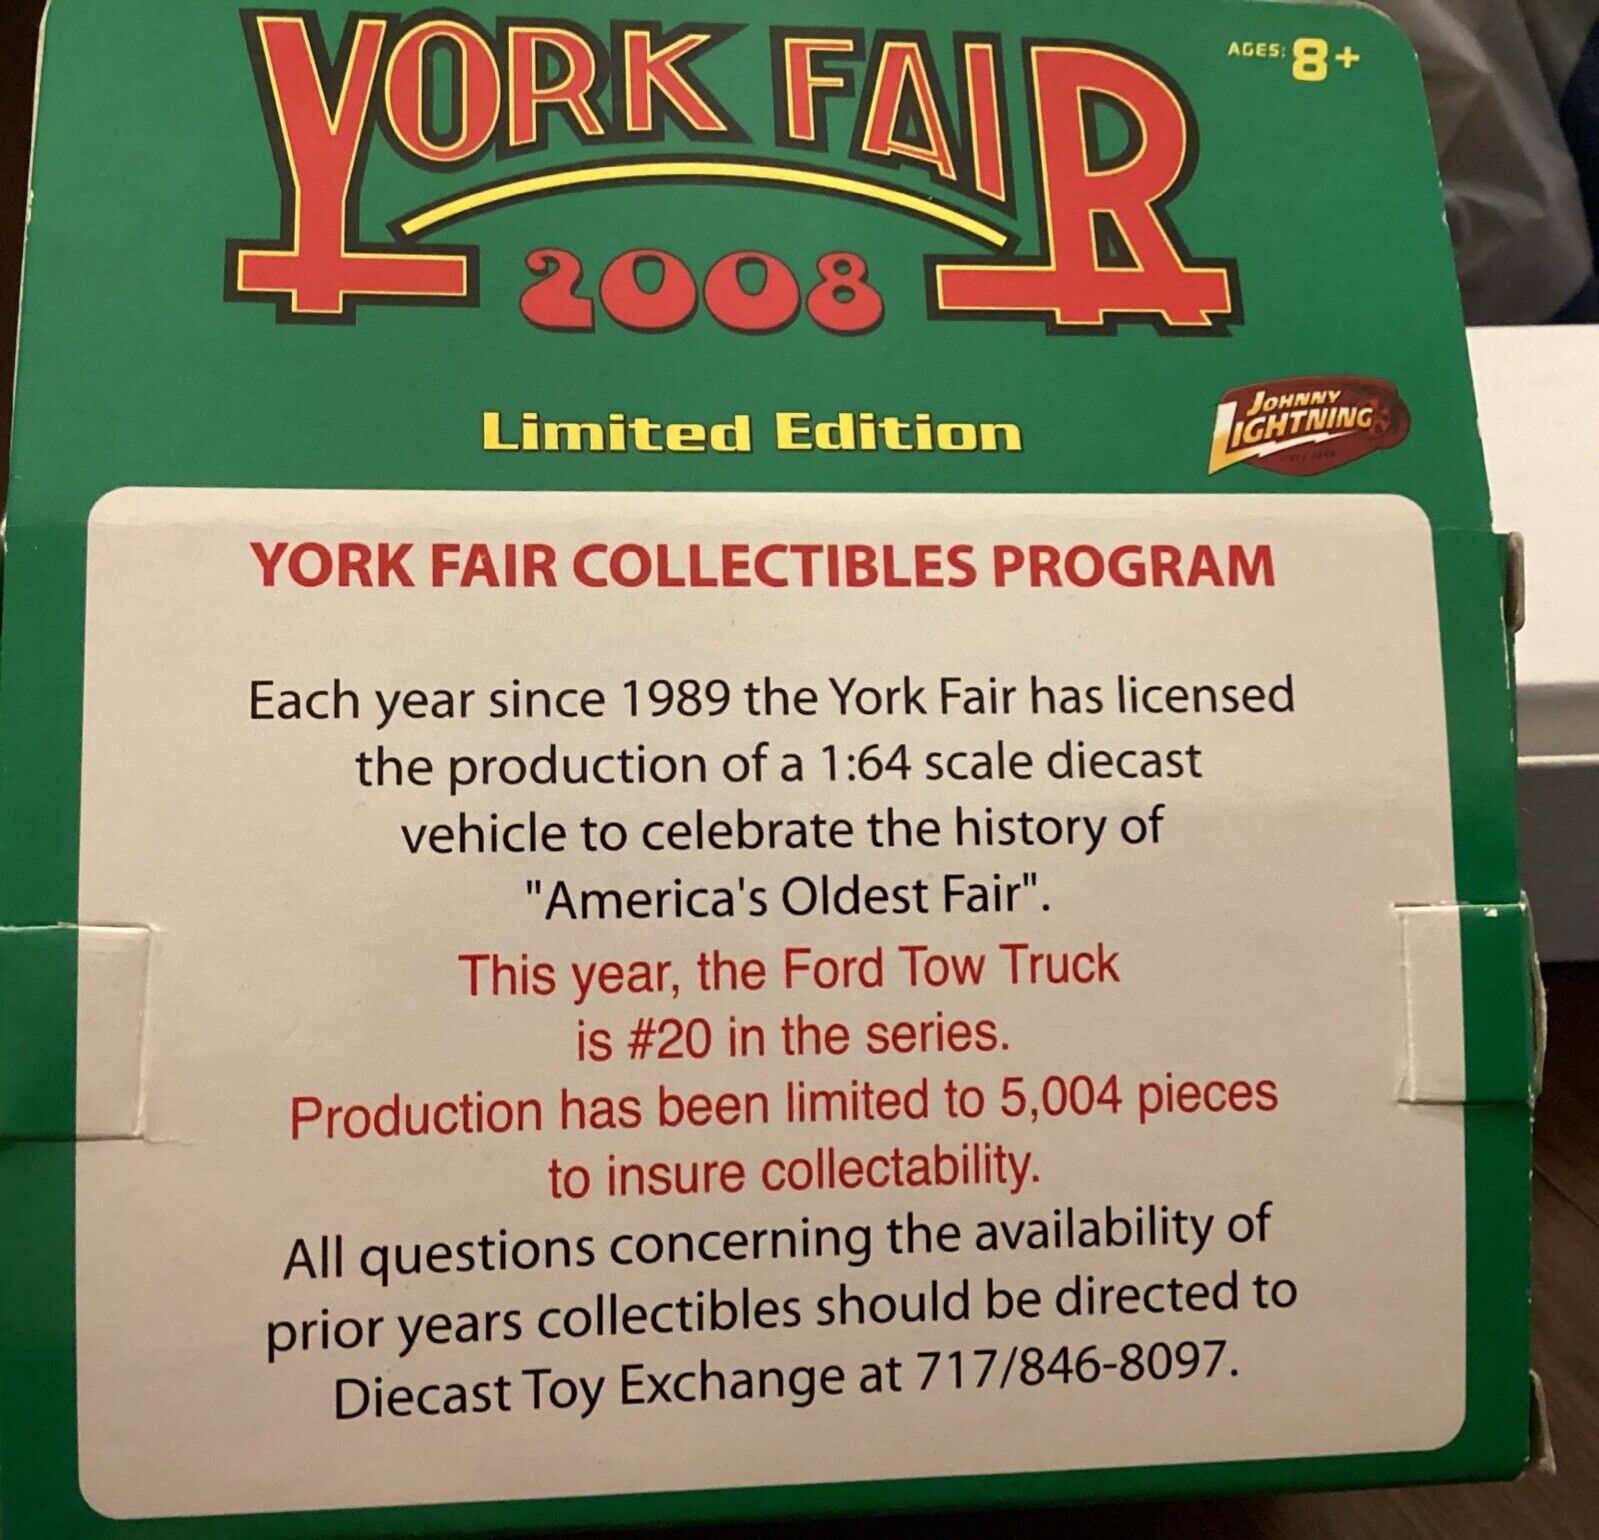 YORK FAIR
AGES: 8+
2008
Limited Edition
JOHNNY
LIGHTNING
YORK FAIR COLLECTIBLES PROGRAM
Each year since 1989 the York Fair has licensed
the production of a 1:64 scale diecast
vehicle to celebrate the history of
"America's Oldest Fair".
This year, the Ford Tow Truck
is #20 in the series.
Production has been limited to 5,004 pieces
to insure collectability.
All questions concerning the availability of
prior years collectibles should be directed to
Diecast Toy Exchange at 717/846-8097.